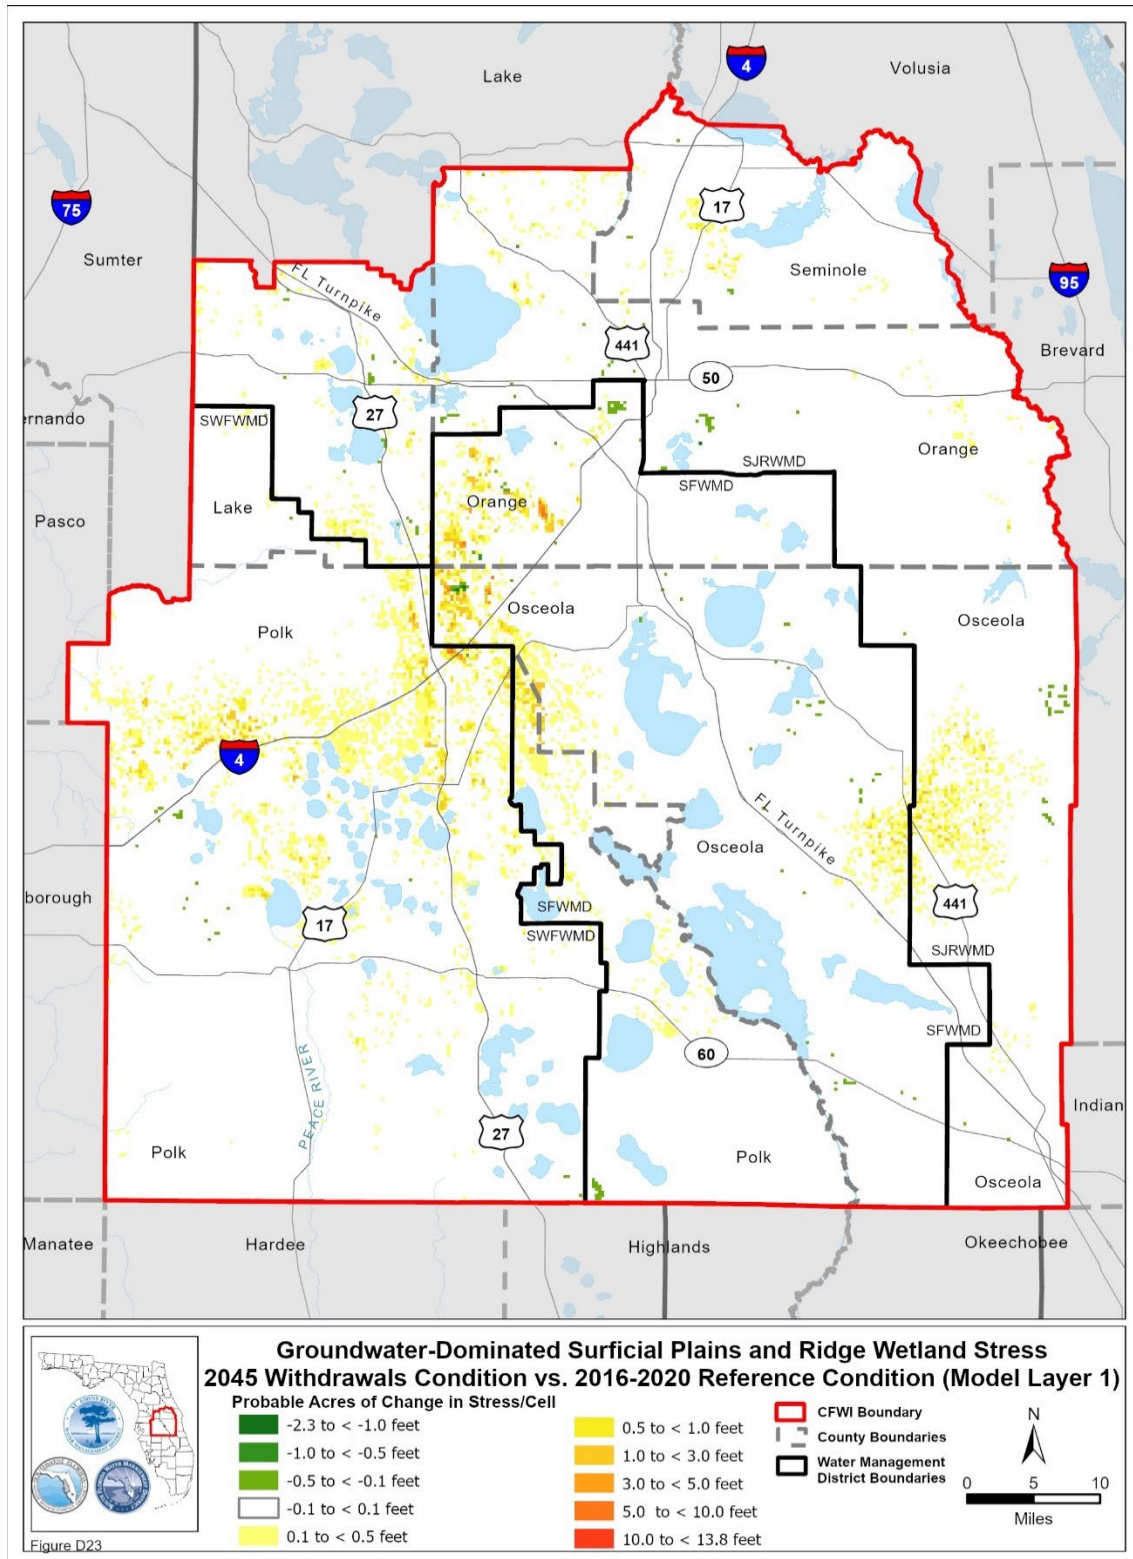 Lake
4
Volusia
75
17
Sumter
Seminole
FL Turnpike
95
441
Brevard
50
ernando
27
SWFWMD
Orange
SJRWMD
SFWMD
Lake
Orange
Pasco
Osceola
Osceola
Polk
4
FL Turnpike
Osceola
borough
441
17
SFWMD
SWFWMD
SJRWMD
SFWMD
60
PEACE RIVER
27
Indian
Polk
Polk
Osceola
Manatee
Hardee
Highlands
Okeechobee
Groundwater-Dominated Surficial Plains and Ridge Wetland Stress
2045 Withdrawals Condition vs. 2016-2020 Reference Condition (Model Layer 1)
Probable Acres of Change in Stress/Cell
-2.3 to < -1.0 feet
-1.0 to < -0.5 feet
-0.5 to < -0.1 feet
-0.1 to < 0.1 feet
0.1 to < 0.5 feet
0.5 to < 1.0 feet
1.0 to < 3.0 feet
3.0 to < 5.0 feet
5.0 to < 10.0 feet
10.0 to < 13.8 feet
CFWI Boundary
County Boundaries
Water Management
District Boundaries
N
0 5 10
Miles
Figure D23